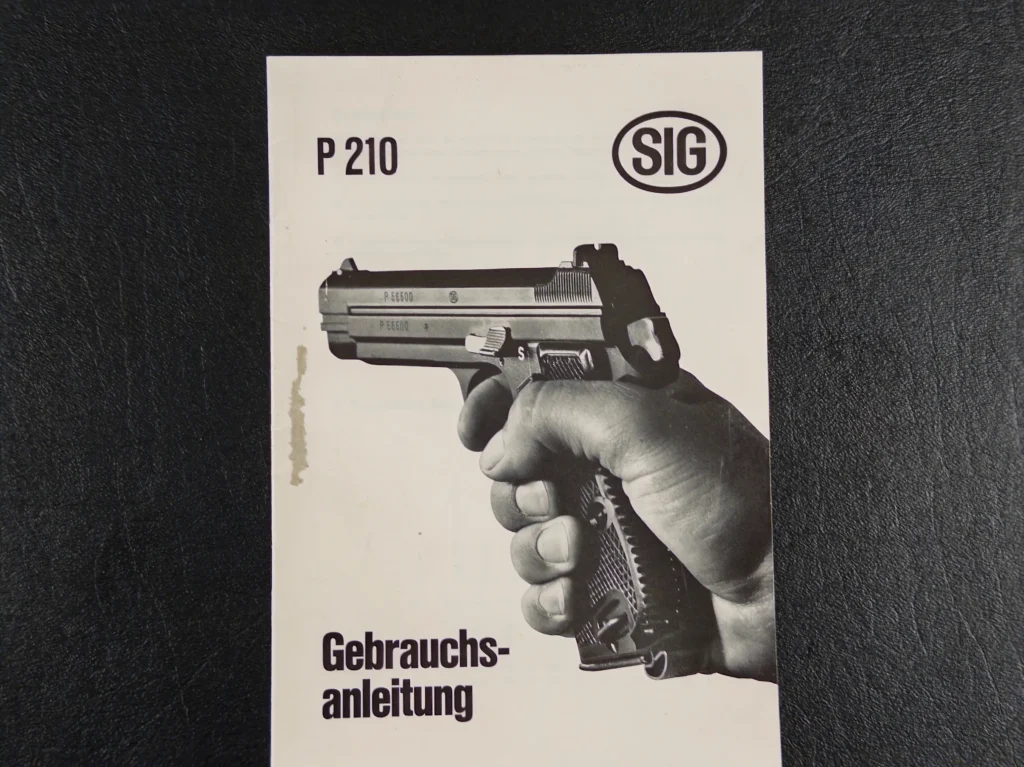 P 210
SIG
P 56500
P 56500
S
Gebrauchs-
anleitung